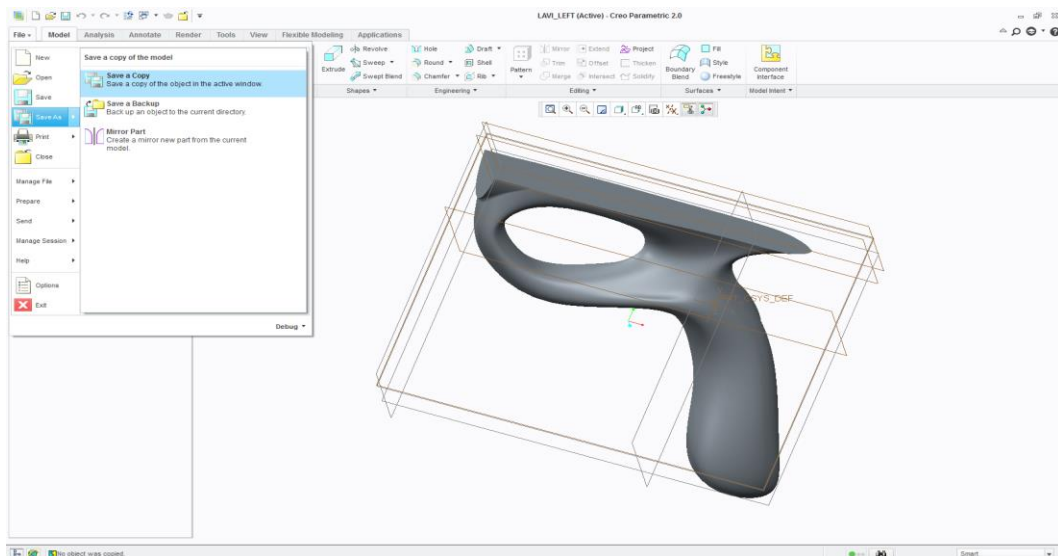 LAVI_LEFT (Active) - Creo Parametric 2.0
File Model Analysis Annotate Render Tools View Flexible Modeling Applications
New
Open
Save
Save As
Print
Close
Manage File
Prepare
Send
Manage Session
Help
Options
Exit
Save a copy of the model
Save a Copy
Save a copy of the object in the active window.
Save a Backup
Back up an object to the current directory.
Mirror Part
Create a mirror new part from the current
model.
Debug
Extrude
Revolve
Sweep
Swept Blend
Shapes
Hole Draft
Round Shell
Chamfer Rib
Engineering
Pattern
Mirror Extend Project
Trim Offset Thicken
Merge Intersect Solidify
Editing
Boundary
Blend
Fill
Style
Freestyle
Surfaces
Component
Interface
Model Intent
SYS_DEF
No object was copied.
Smart